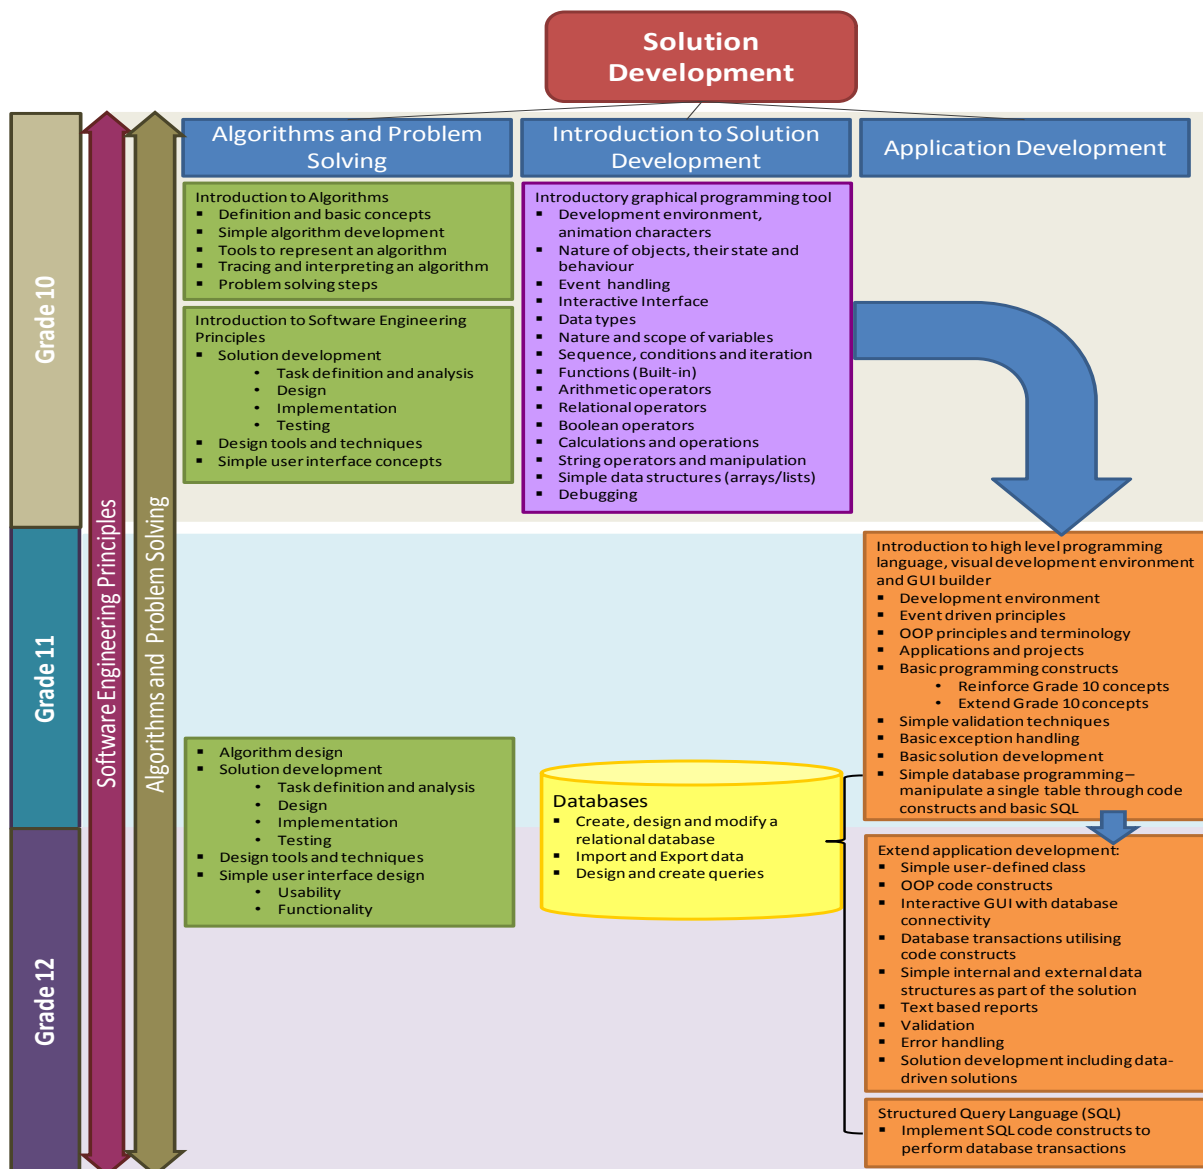 Solution
Development
Algorithms and Problem
Solving
Introduction to Solution
Development
Application Development
Grade 10
Grade 11
Grade 12
Software Engineering Principles
Algorithms and Problem Solving
Introduction to Algorithms
▪ Definition and basic concepts
▪ Simple algorithm development
▪ Tools to represent an algorithm
▪ Tracing and interpreting an algorithm
▪ Problem solving steps
Introduction to Software Engineering
Principles
▪ Solution development
• Task definition and analysis
• Design
• Implementation
• Testing
▪ Design tools and techniques
▪ Simple user interface concepts
Introductory graphical programming tool
▪ Development environment,
animation characters
▪ Nature of objects, their state and
behaviour
▪ Event handling
▪ Interactive Interface
▪ Data types
▪ Nature and scope of variables
▪ Sequence, conditions and iteration
▪ Functions (Built-in)
▪ Arithmetic operators
▪ Relational operators
▪ Boolean operators
▪ Calculations and operations
▪ String operators and manipulation
▪ Simple data structures (arrays/lists)
▪ Debugging
Introduction to high level programming
language, visual development environment
and GUI builder
▪ Development environment
▪ Event driven principles
▪ OOP principles and terminology
▪ Applications and projects
▪ Basic programming constructs
• Reinforce Grade 10 concepts
• Extend Grade 10 concepts
▪ Simple validation techniques
▪ Basic exception handling
▪ Basic solution development
▪ Simple database programming –
manipulate a single table through code
constructs and basic SQL
▪ Algorithm design
▪ Solution development
• Task definition and analysis
• Design
• Implementation
• Testing
▪ Design tools and techniques
▪ Simple user interface design
• Usability
• Functionality
Databases
▪ Create, design and modify a
relational database
▪ Import and Export data
▪ Design and create queries
Extend application development:
▪ Simple user-defined class
▪ OOP code constructs
▪ Interactive GUI with database
connectivity
▪ Database transactions utilising
code constructs
▪ Simple internal and external data
structures as part of the solution
▪ Text based reports
▪ Validation
▪ Error handling
▪ Solution development including data-
driven solutions
Structured Query Language (SQL)
▪ Implement SQL code constructs to
perform database transactions